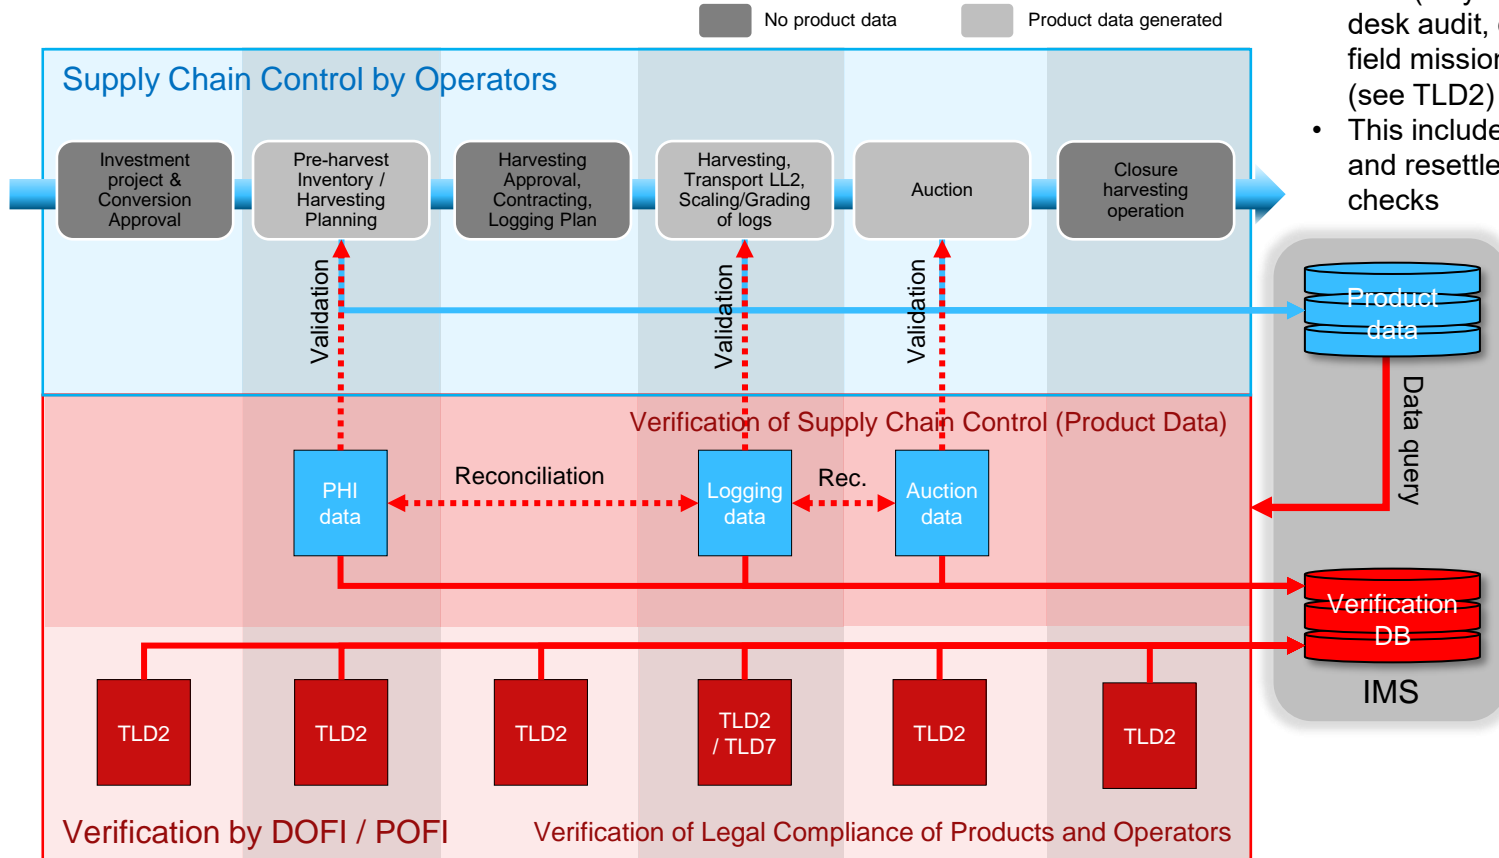 No product data
Product data generated
desk audit,
field mission
(see TLD2)
• This include
and resettle
checks
Supply Chain Control by Operators
Investment
project &
Conversion
Approval
Pre-harvest
Inventory /
Harvesting
Planning
Harvesting
Approval,
Contracting,
Logging Plan
Harvesting,
Transport LL2,
Scaling/Grading
of logs
Auction
Closure
harvesting
operation
Validation
Validation
Validation
Product
data
Data query
Verification of Supply Chain Control (Product Data)
PHI
data
Reconciliation
Logging
data
Rec.
Auction
data
Verification
DB
IMS
TLD2
TLD2
TLD2
TLD2
/ TLD7
TLD2
TLD2
Verification by DOFI / POFI
Verification of Legal Compliance of Products and Operators